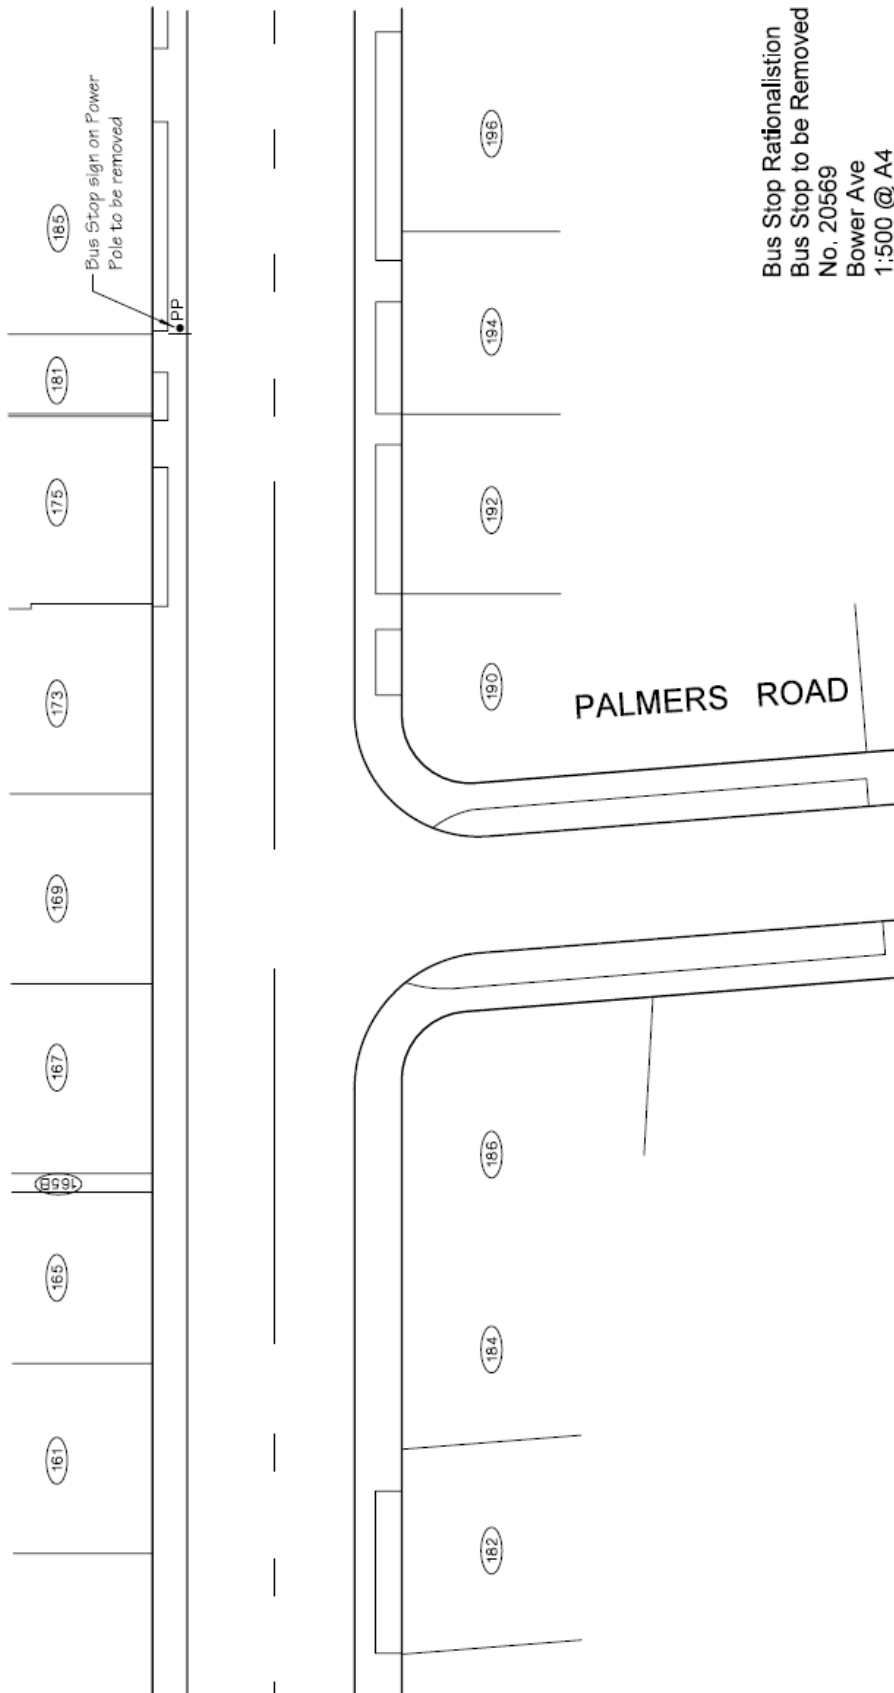 185
Bus Stop sign on Power
Pole to be removed
PP
181
175
173
169
167
165B
165
161
196
194
192
190
PALMERS ROAD
186
184
182
Bus Stop Rationalistion
Bus Stop to be Removed
No. 20569
Bower Ave
1:500 @ A4